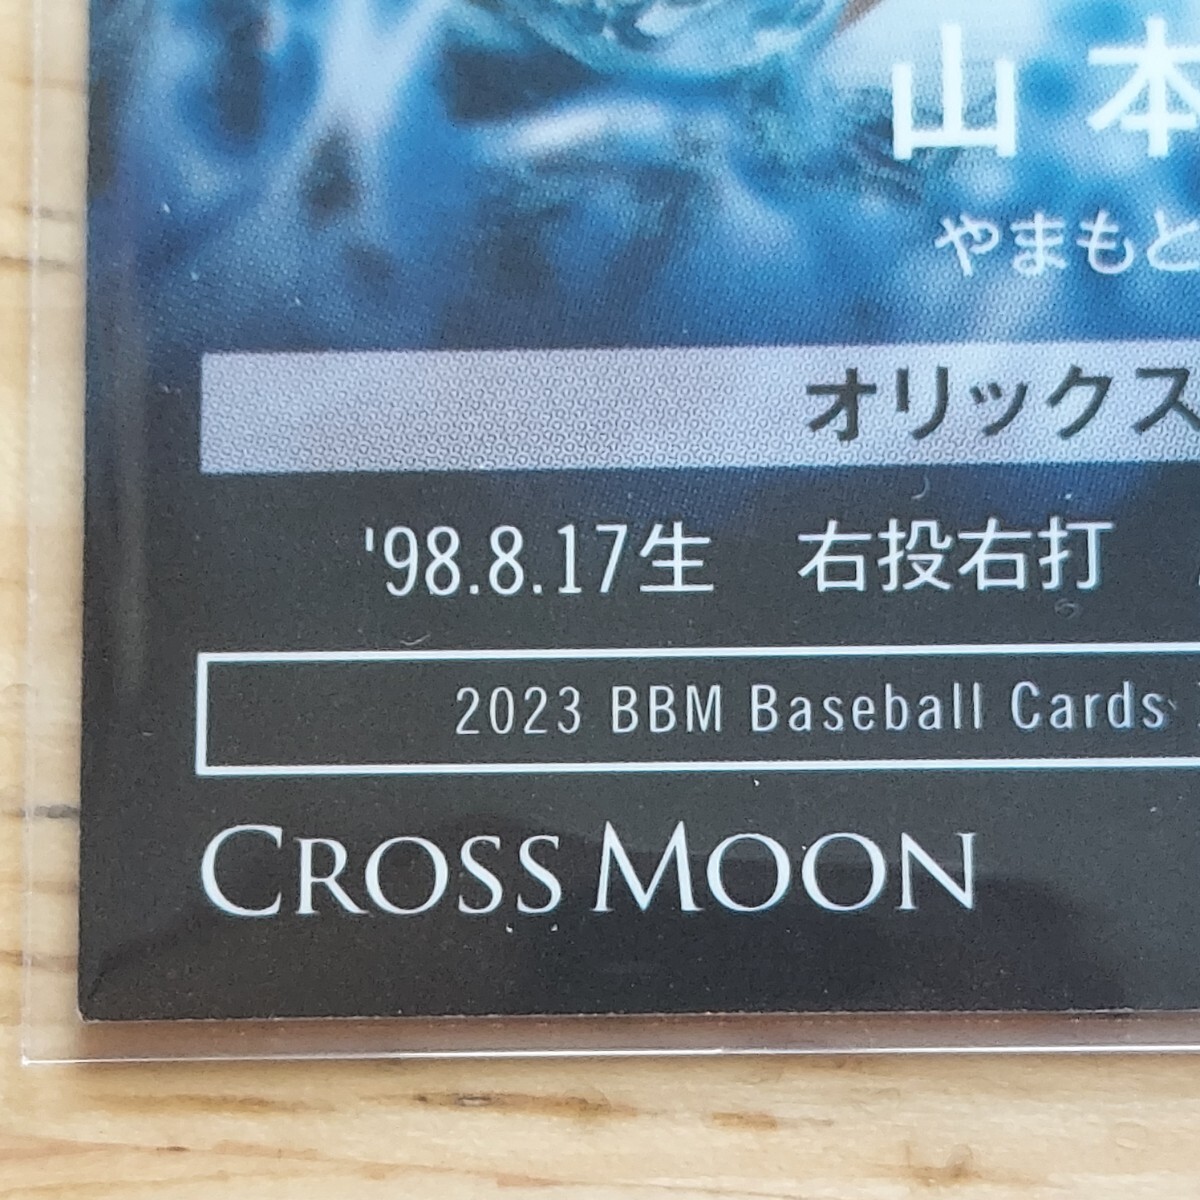 山本
やまもと
オリックス
'98.8.17生 右投右打
2023 BBM Baseball Cards
CROSS MOON